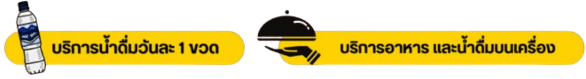 บริการน้ำดื่มวันละ 1 ขวด
บริการอาหาร และน้ำดื่มบนเครื่อง